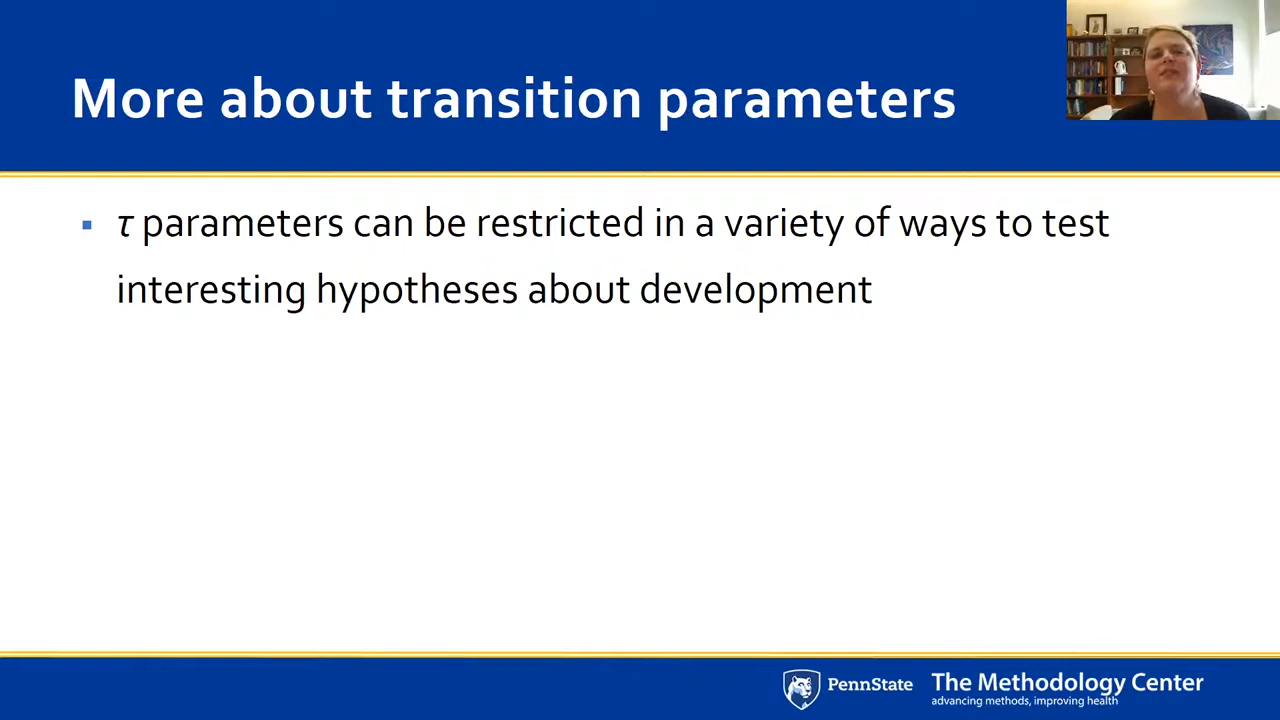 More about transition parameters
▪ τ parameters can be restricted in a variety of ways to test
interesting hypotheses about development
PennState
The Methodology Center
advancing methods, improving health